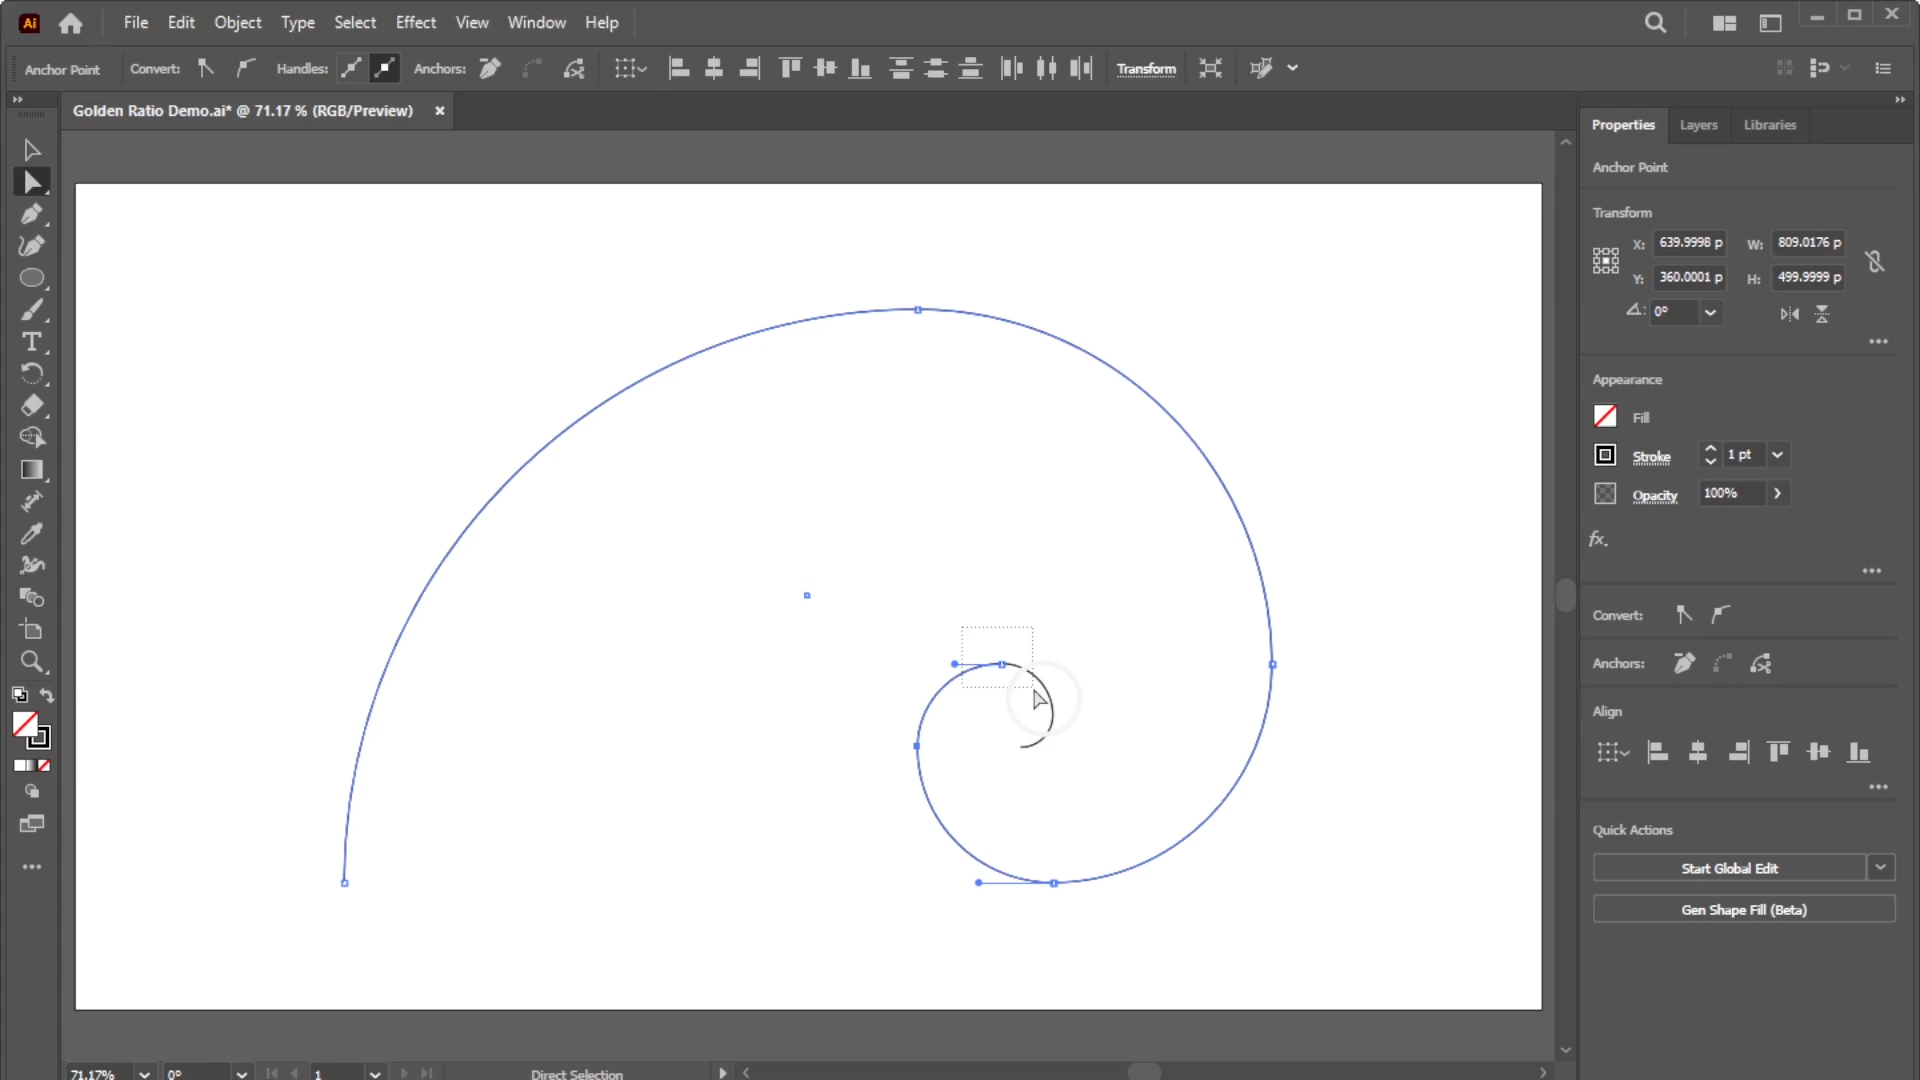 Ai File Edit Object Type Select Effect View Window Help
Anchor Point Convert: Handles: Anchors: Transform
Golden Ratio Demo.ai* @ 71.17 % (RGB/Preview) ×
Properties Layers Libraries
Anchor Point
Transform
X: 639.9998 p W: 809.0176 p
Y: 360.0001 p H: 499.9999 p
0°
Appearance
Fill
Stroke 1 pt
Opacity 100%
fx.
Convert:
Anchors:
Align
Quick Actions
Start Global Edit
Gen Shape Fill (Beta)
71.17% 0° 1 Direct Selection